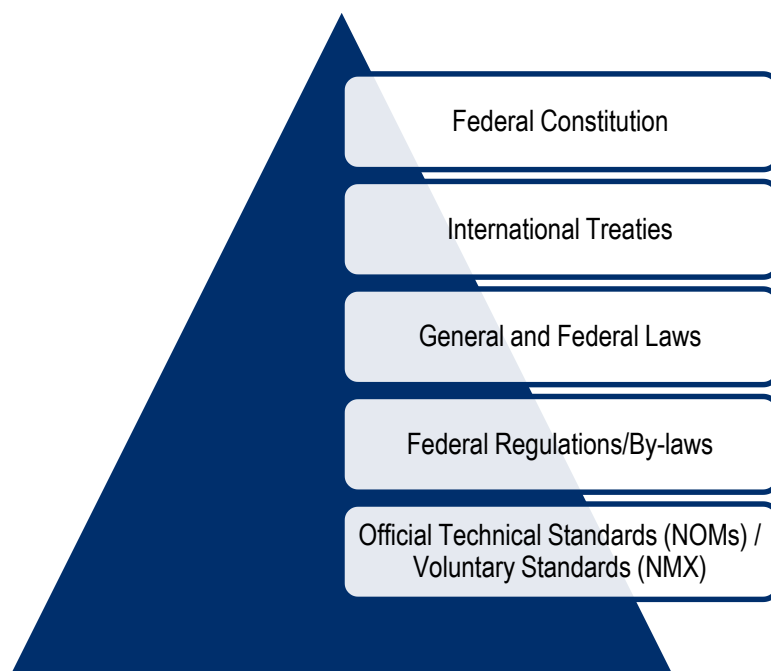 Federal Constitution
International Treaties
General and Federal Laws
Federal Regulations/By-laws
Official Technical Standards (NOMs) /
Voluntary Standards (NMX)